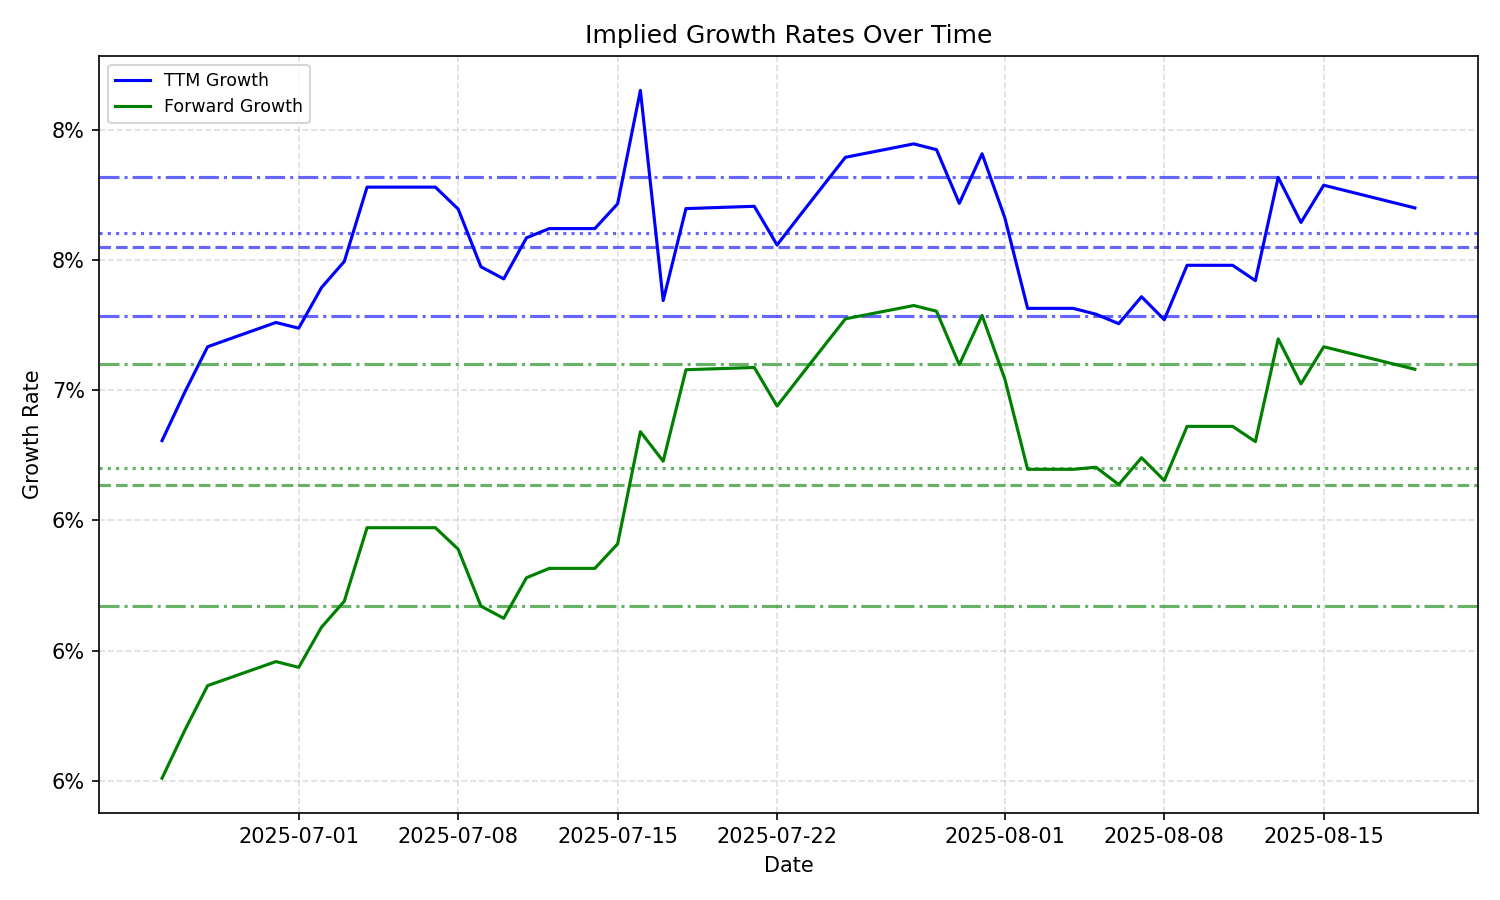 Implied Growth Rates Over Time
TTM Growth
Forward Growth
8%
8%
7%
6%
6%
6%
Growth Rate
2025-07-01
2025-07-08
2025-07-15
2025-07-22
2025-08-01
2025-08-08
2025-08-15
Date